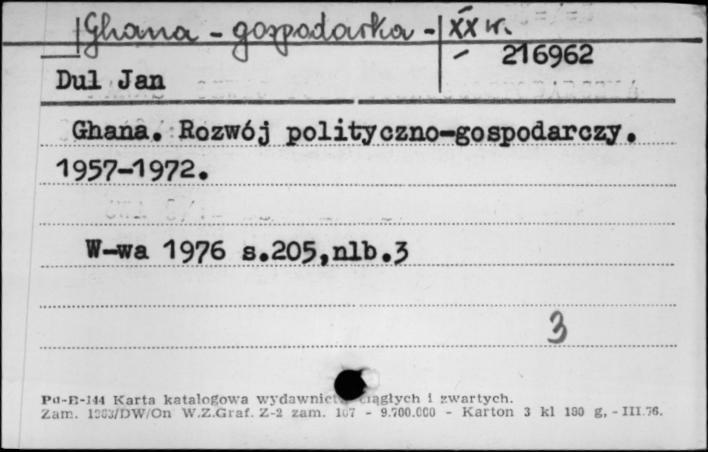 Ghana - gospodarka - XX w.
216962
Dul Jan
Ghana. Rozwój polityczno-gospodarczy.
1957-1972.
W-wa 1976 s.205,nlb.3
3
Pu-B-144 Karta katalogowa wydawnictw ciągłych i zwartych.
Zam. /DW/On W.Z.Graf. Z-2 zam. 107 - 9.700.000 - Karton 3 kl 180 g, - III.76.